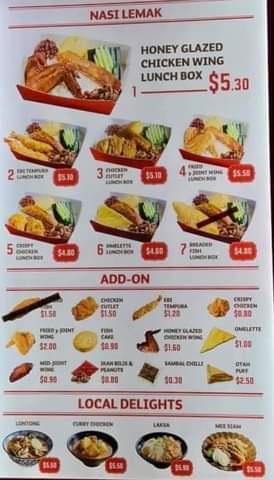 NASI LEMAK
HONEY GLAZED
CHICKEN WING
LUNCH BOX
1 $5.30
2 EBI TEMPURA
LUNCH BOX
$5.10
3 CHICKEN
CUTLET
LUNCH BOX
$5.10
4 FRIED
2 JOINT WING
LUNCH BOX
$5.50
5 CRISPY
CHICKEN
LUNCH BOX
$4.80
6 OMELETTE
LUNCH BOX
$4.60
7 BREADED
FISH
LUNCH BOX
ADD-ON
$1.50
CHICKEN
CUTLET
$1.50
EBI
TEMPURA
$1.20
CRISPY
CHICKEN
$0.80
FRIED 2 JOINT
WING
$2.00
FISH
CAKE
$0.90
HONEY GLAZED
CHICKEN WING
$1.60
OMELETTE
$1.00
MID-JOINT
WING
$0.90
IKAN BILIS &
PEANUTS
$0.80
SAMBAL CHILLI
$0.30
OTAH
PUFF
$2.50
LOCAL DELIGHTS
LONTONG
$5.50
CURRY CHICKEN
$5.50
LAKSA
$5.90
MEE SIAM
$5.50